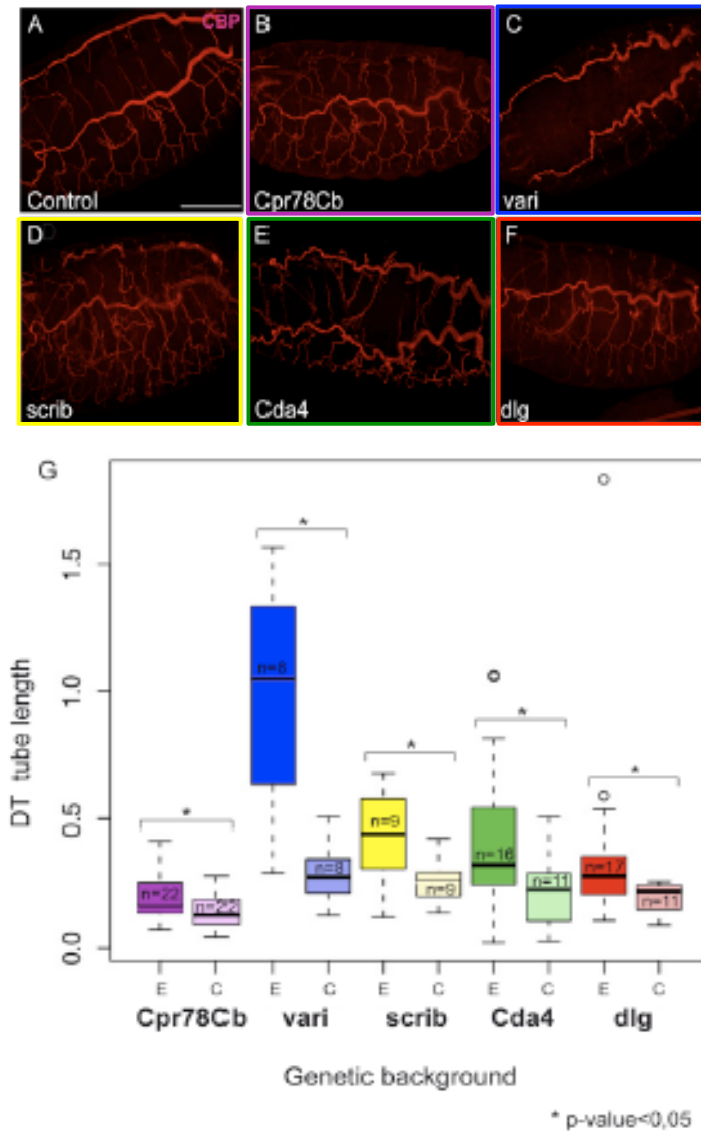 A CBP
Control
B
Cpr78Cb
C
vari
D
scrib
E
Cda4
F
dlg
G
DT tube length
1.5
1.0
0.5
0.0
n=22
n=22
n=8
n=8
n=9
n=9
n=16
n=11
n=17
n=11
*
*
*
*
*
E C E C E C E C E C
Cpr78Cb vari scrib Cda4 dlg
Genetic background
* p-value<0,05